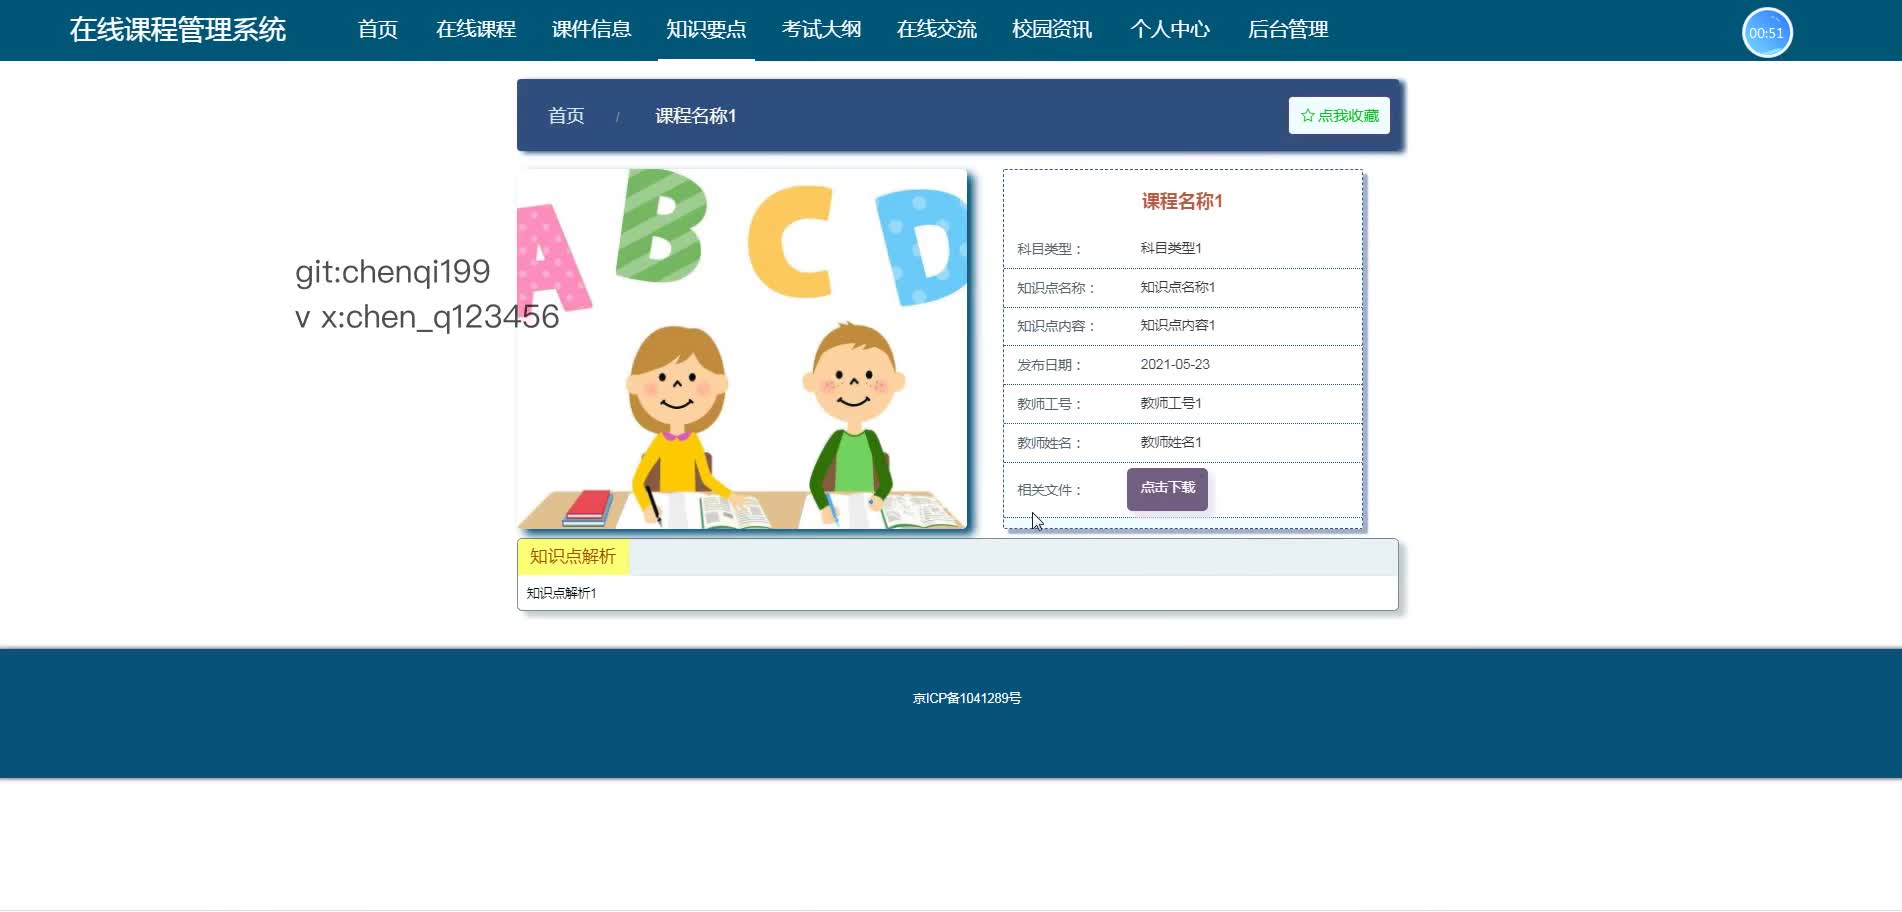 在线课程管理系统 首页 在线课程 课件信息 知识要点 考试大纲 在线交流 校园资讯 个人中心 后台管理 00:51
首页 / 课程名称1 ☆点我收藏
A B C D
git:chenqi199
v x:chen_q123456
课程名称1
科目类型： 科目类型1
知识点名称： 知识点名称1
知识点内容： 知识点内容1
发布日期： 2021-05-23
教师工号： 教师工号1
教师姓名： 教师姓名1
相关文件： 点击下载
知识点解析
知识点解析1
京ICP备1041289号